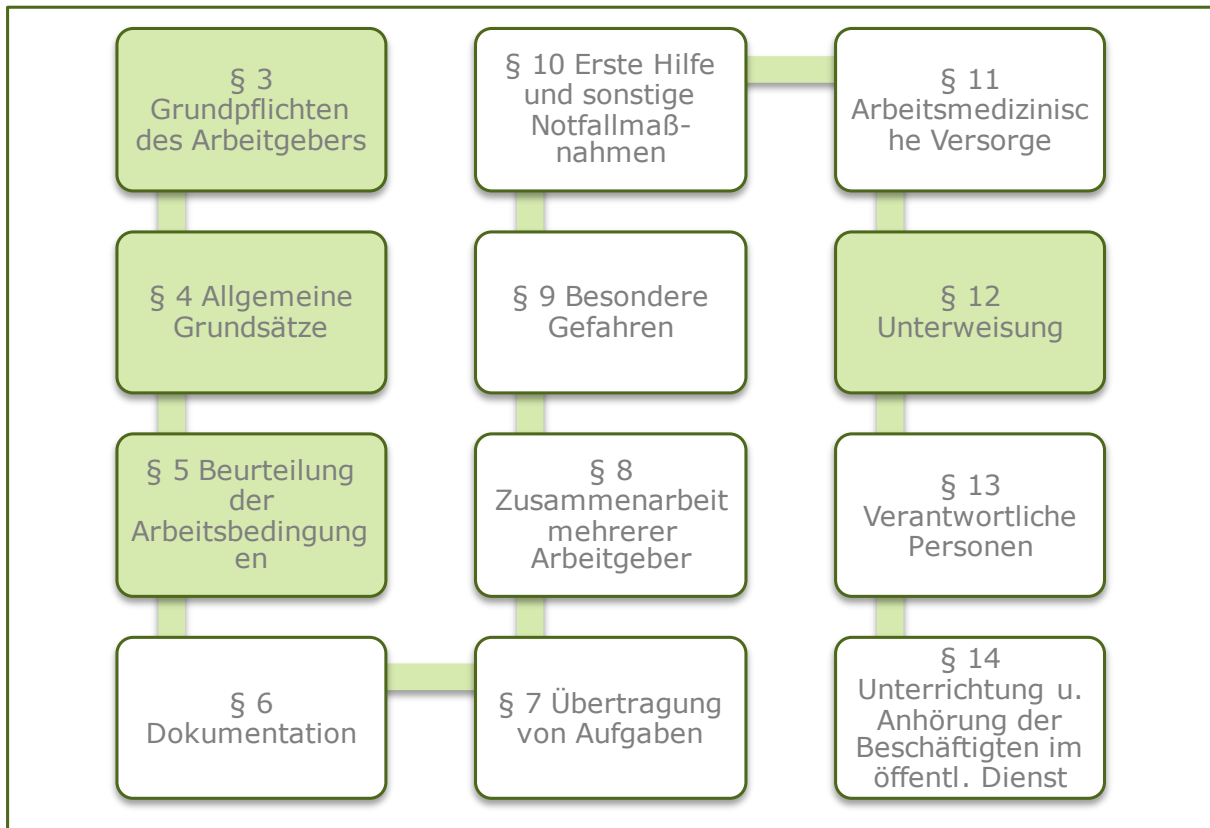 § 3
Grundpflichten
des Arbeitgebers
§ 4 Allgemeine
Grundsätze
§ 5 Beurteilung
der
Arbeitsbedingung
en
§ 6
Dokumentation
§ 7 Übertragung
von Aufgaben
§ 8
Zusammenarbeit
mehrerer
Arbeitgeber
§ 9 Besondere
Gefahren
§ 10 Erste Hilfe
und sonstige
Notfallmaß-
nahmen
§ 11
Arbeitsmedizinisc
he Versorge
§ 12
Unterweisung
§ 13
Verantwortliche
Personen
§ 14
Unterrichtung u.
Anhörung der
Beschäftigten im
öffentl. Dienst